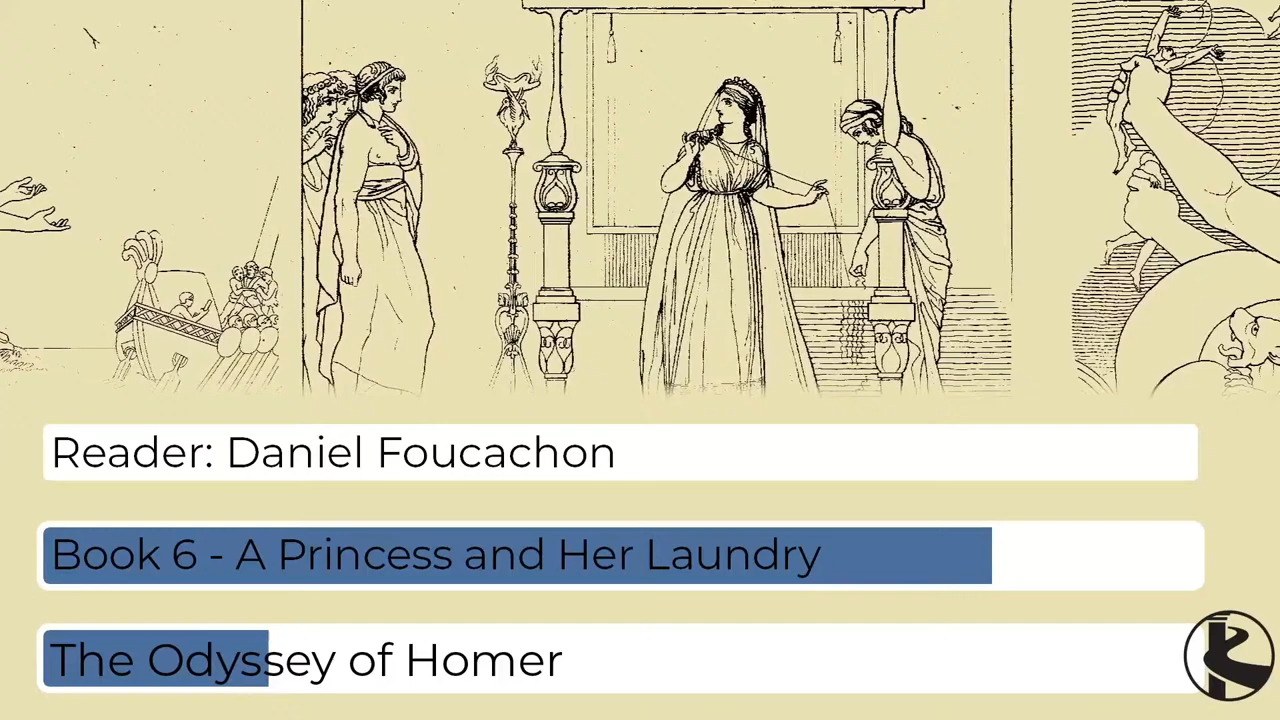 Reader: Daniel Foucachon
Book 6 - A Princess and Her Laundry
The Odyssey of Homer